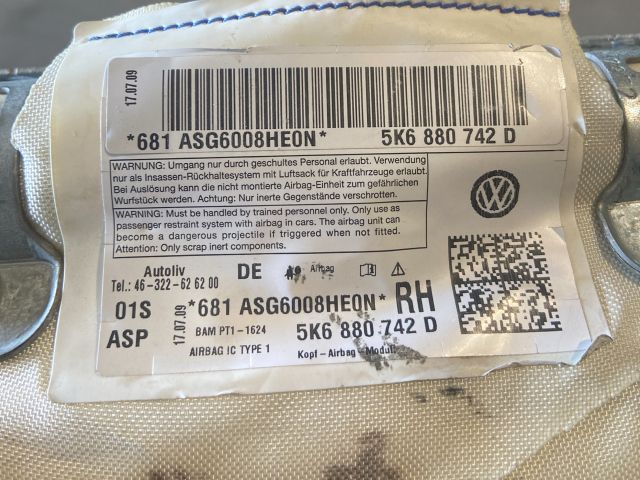 17.07.09
*681 ASG6008HE0N* 5K6 880 742 D
WARNING: Umgang nur durch geschultes Personal erlaubt. Verwendung
nur als Insassen-Rückhaltesystem mit Luftsack für Kraftfahrzeuge erlaubt.
Bei Auslösung kann die nicht montierte Airbag-Einheit zum gefährlichen
Wurfstück werden. Achtung: Nur inerte Gegenstände verschrotten.
WARNING: Must be handled by trained personnel only. Only use as
passenger restraint system with airbag in cars. The airbag unit can
become a dangerous projectile if triggered when not fitted.
Attention: Only scrap inert components.
Autoliv DE Airbag
Tel.: 46-322-62 62 00
01S 17.07.09 *681 ASG6008HE0N* RH
ASP BAM PT1-1624 5K6 880 742 D
AIRBAG IC TYPE 1 Kopf-Airbag-Modul